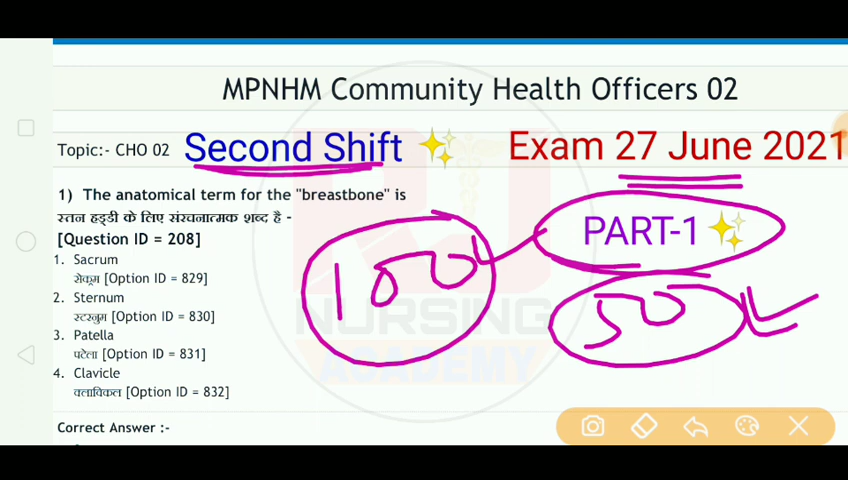 MPNHM Community Health Officers 02
Topic:- CHO 02 Second Shift ✨ Exam 27 June 2021
1) The anatomical term for the "breastbone" is
स्तन हड्डी के लिए संरचनात्मक शब्द है -
[Question ID = 208]
PART-1 ✨
100
50
1. Sacrum
सेक्रूम [Option ID = 829]
2. Sternum
स्टरनुम [Option ID = 830]
3. Patella
पटेला [Option ID = 831]
4. Clavicle
क्लाविकल [Option ID = 832]
NURSING
ACADEMY
Correct Answer :-